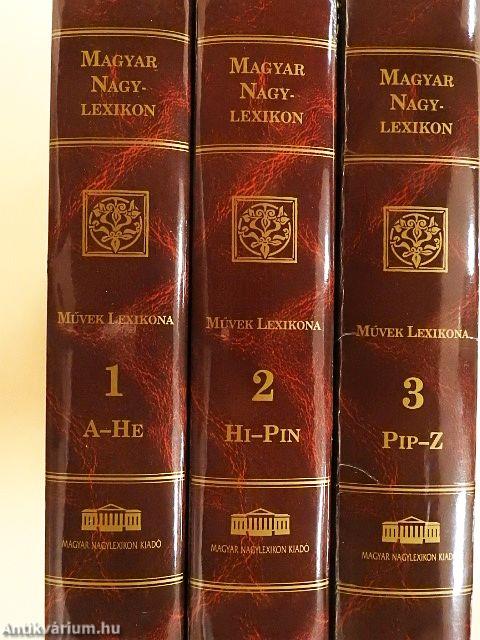 MAGYAR
NAGY-
LEXIKON
MŰVEK LEXIKONA
1
A–HE
MAGYAR NAGYLEXIKON KIADÓ
MAGYAR
NAGY-
LEXIKON
MŰVEK LEXIKONA
2
HI–PIN
MAGYAR NAGYLEXIKON KIADÓ
MAGYAR
NAGY-
LEXIKON
MŰVEK LEXIKONA
3
PIP–Z
MAGYAR NAGYLEXIKON KIADÓ
Antikvárium.hu